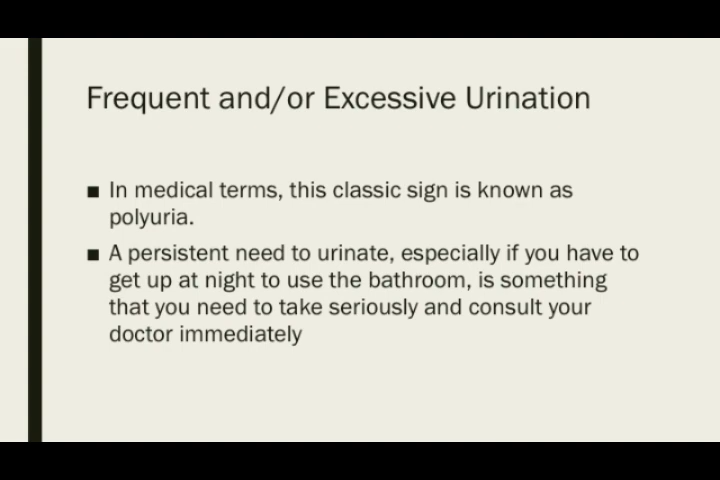 Frequent and/or Excessive Urination
■ In medical terms, this classic sign is known as
polyuria.
■ A persistent need to urinate, especially if you have to
get up at night to use the bathroom, is something
that you need to take seriously and consult your
doctor immediately